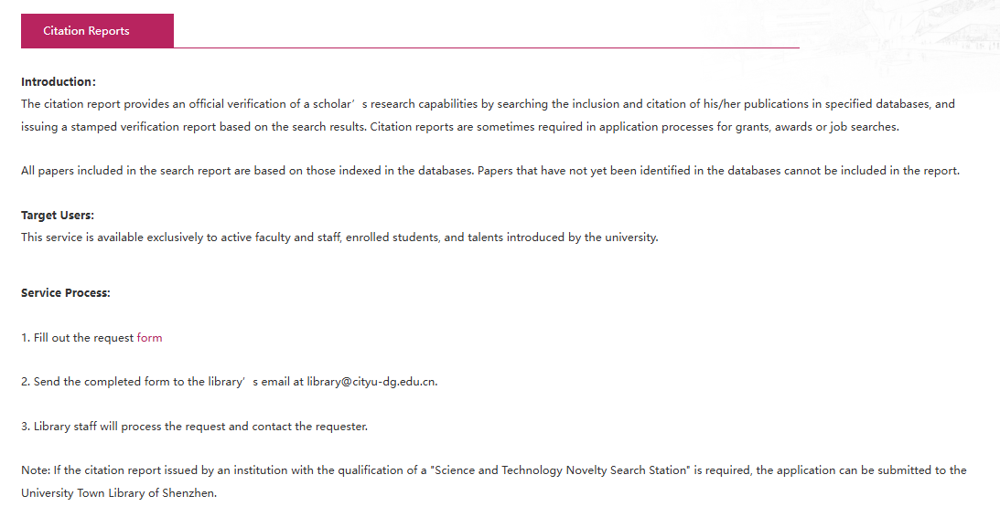 Citation Reports
Introduction:
The citation report provides an official verification of a scholar’s research capabilities by searching the inclusion and citation of his/her publications in specified databases, and
issuing a stamped verification report based on the search results. Citation reports are sometimes required in application processes for grants, awards or job searches.
All papers included in the search report are based on those indexed in the databases. Papers that have not yet been identified in the databases cannot be included in the report.
Target Users:
This service is available exclusively to active faculty and staff, enrolled students, and talents introduced by the university.
Service Process:
1. Fill out the request form
2. Send the completed form to the library’s email at library@cityu-dg.edu.cn.
3. Library staff will process the request and contact the requester.
Note: If the citation report issued by an institution with the qualification of a "Science and Technology Novelty Search Station" is required, the application can be submitted to the
University Town Library of Shenzhen.